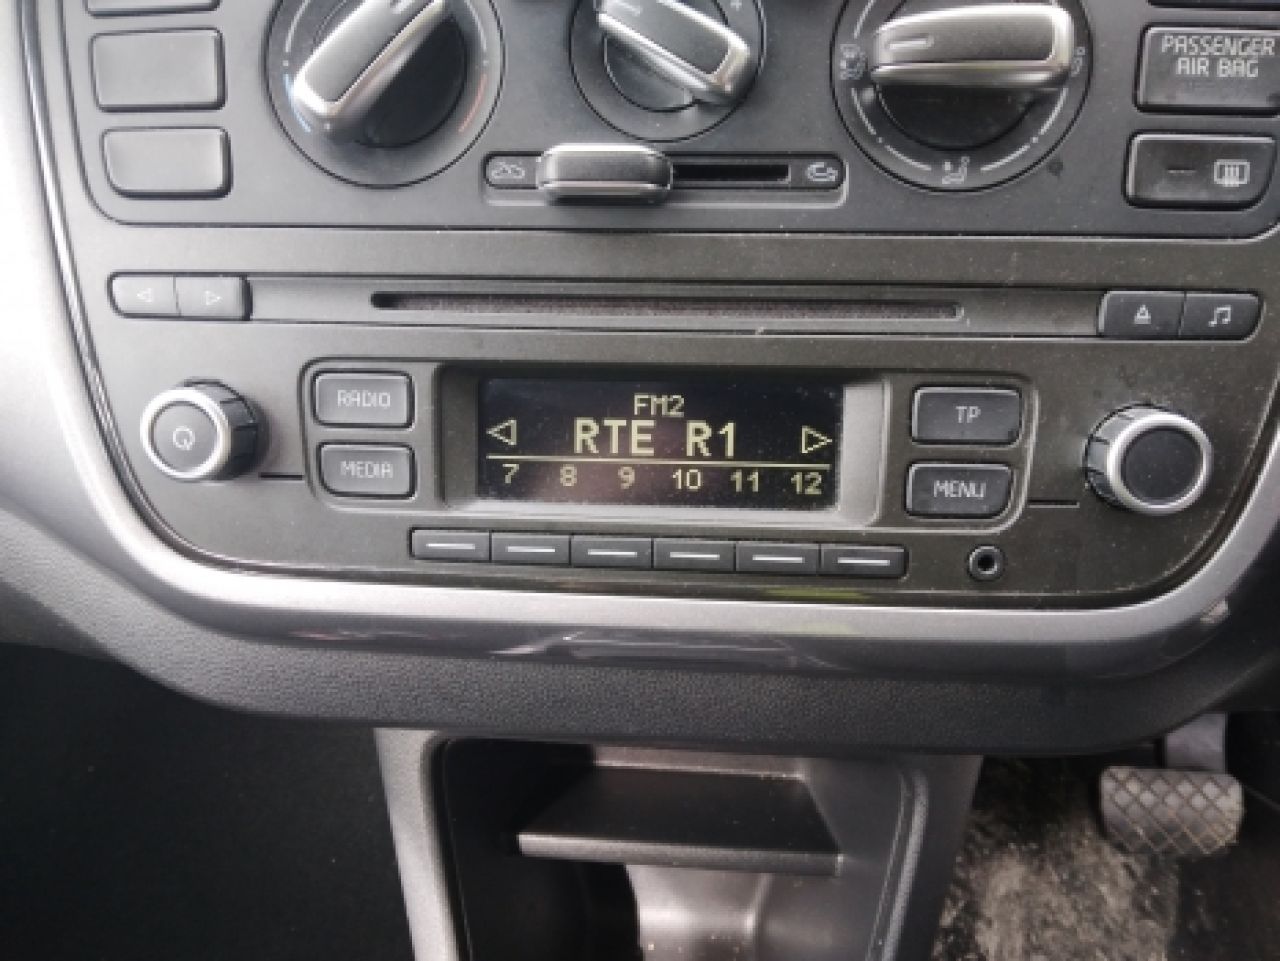 PASSENGER
AIR BAG
RADIO
MEDIA
FM2
RTE R1
7 8 9 10 11 12
TP
MENU